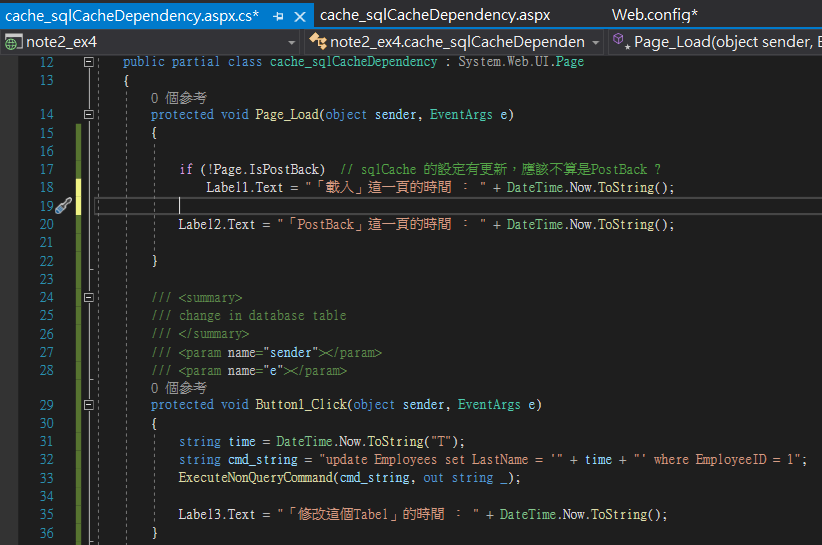 cache_sqlCacheDependency.aspx.cs* cache_sqlCacheDependency.aspx Web.config*
note2_ex4 note2_ex4.cache_sqlCacheDependen Page_Load(object sender, E
12 public partial class cache_sqlCacheDependency : System.Web.UI.Page
13 {
0 個參考
14 protected void Page_Load(object sender, EventArgs e)
15 {
16
17 if (!Page.IsPostBack) // sqlCache 的設定有更新，應該不算是PostBack ?
18 Label1.Text = "「載入」這一頁的時間 : " + DateTime.Now.ToString();
19
20 Label2.Text = "「PostBack」這一頁的時間 : " + DateTime.Now.ToString();
21
22 }
23
24 /// <summary>
25 /// change in database table
26 /// </summary>
27 /// <param name="sender"></param>
28 /// <param name="e"></param>
0 個參考
29 protected void Button1_Click(object sender, EventArgs e)
30 {
31 string time = DateTime.Now.ToString("T");
32 string cmd_string = "update Employees set LastName = '" + time + "' where EmployeeID = 1";
33 ExecuteNonQueryCommand(cmd_string, out string _);
34
35 Label3.Text = "「修改這個Tabel」的時間 : " + DateTime.Now.ToString();
36 }